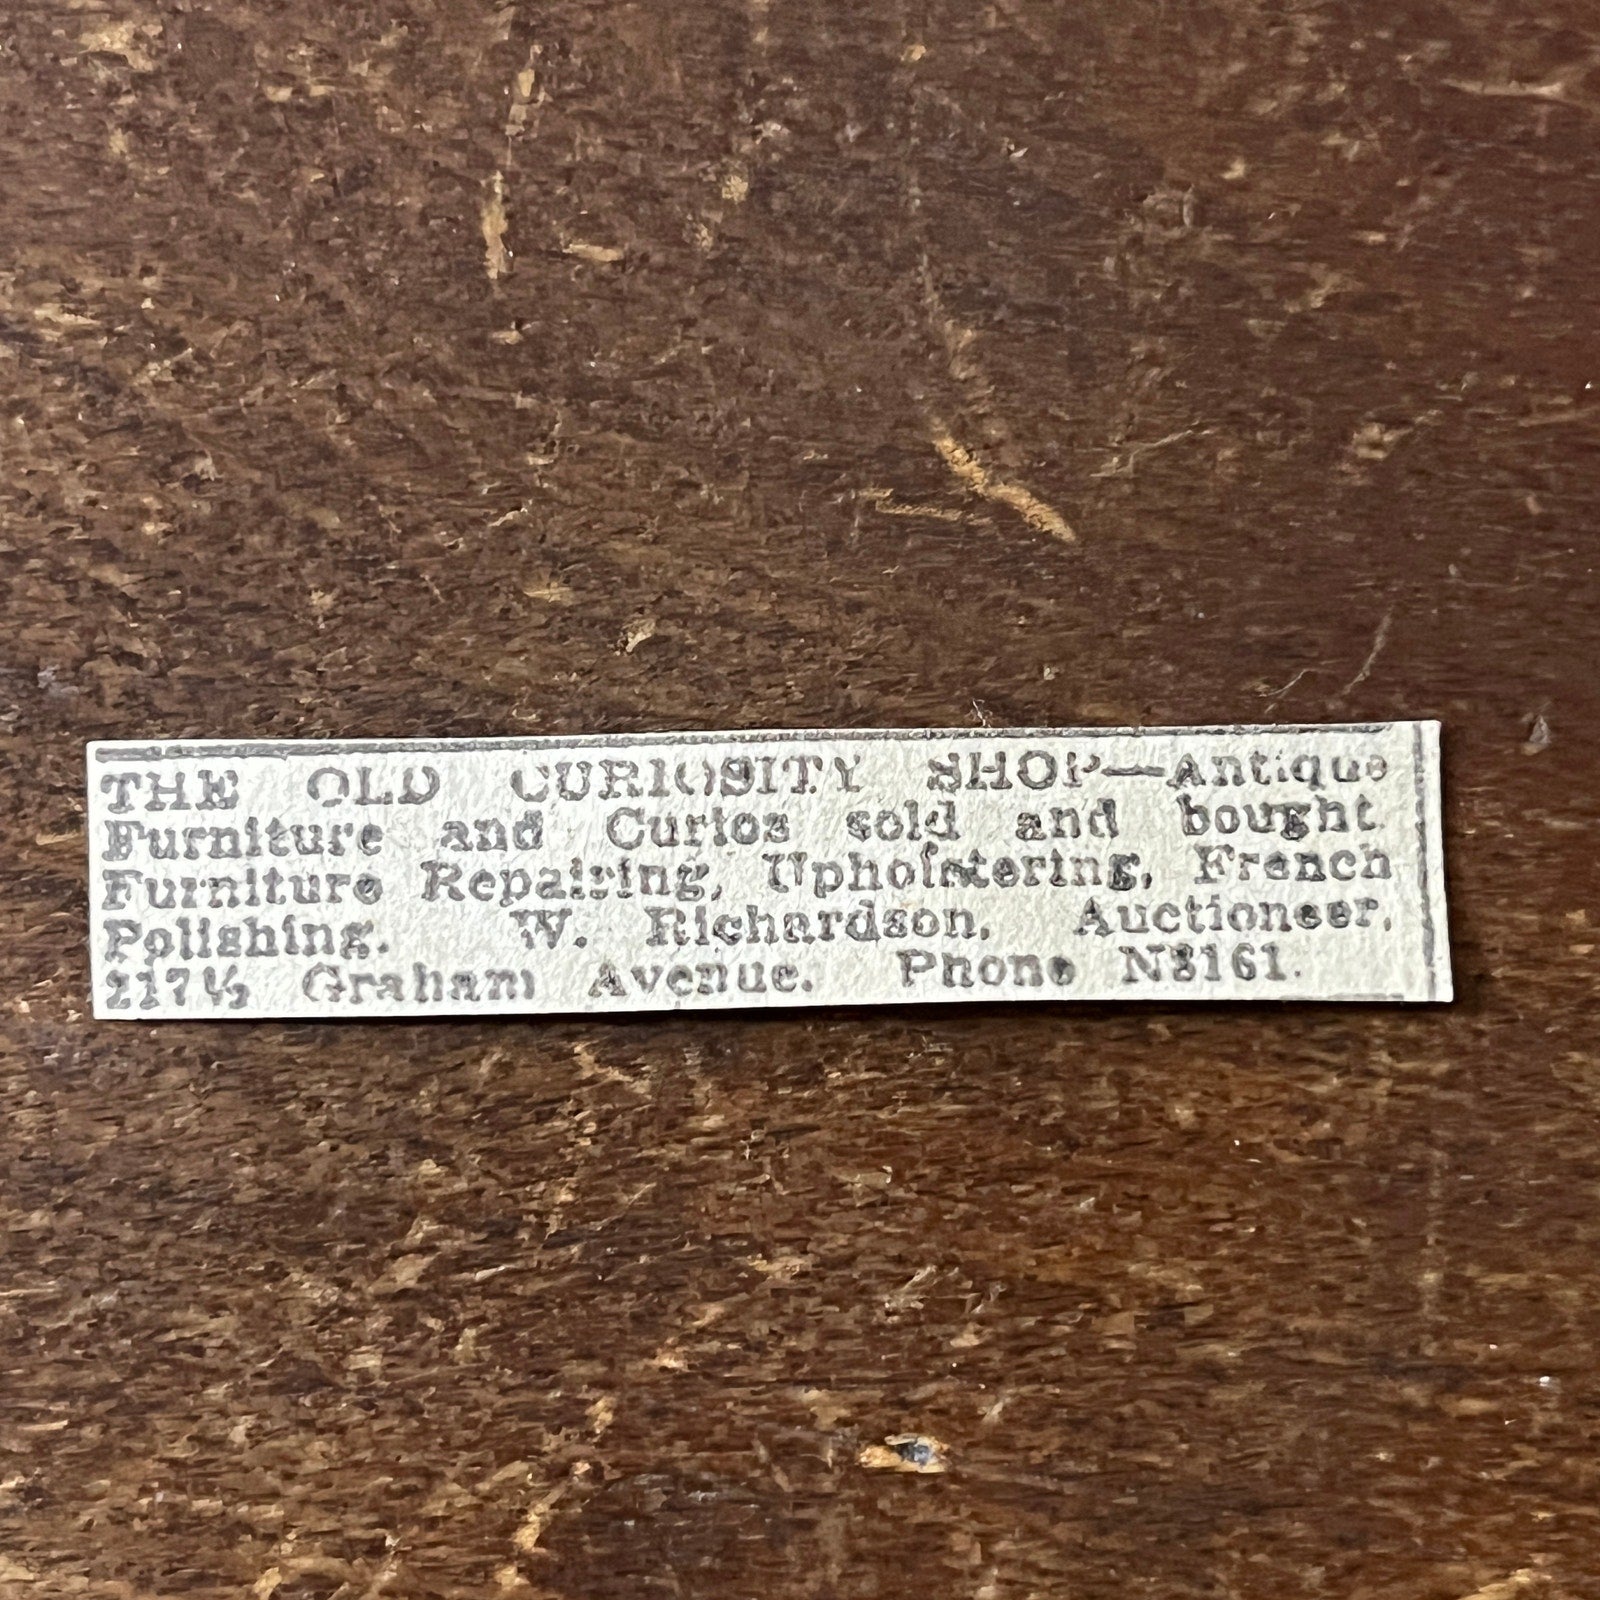 THE OLD CURIOSITY SHOP—Antique
Furniture and Curios sold and bought.
Furniture Repairing, Upholstering, French
Polishing. W. Richardson, Auctioneer,
217½ Graham Avenue. Phone N8161.